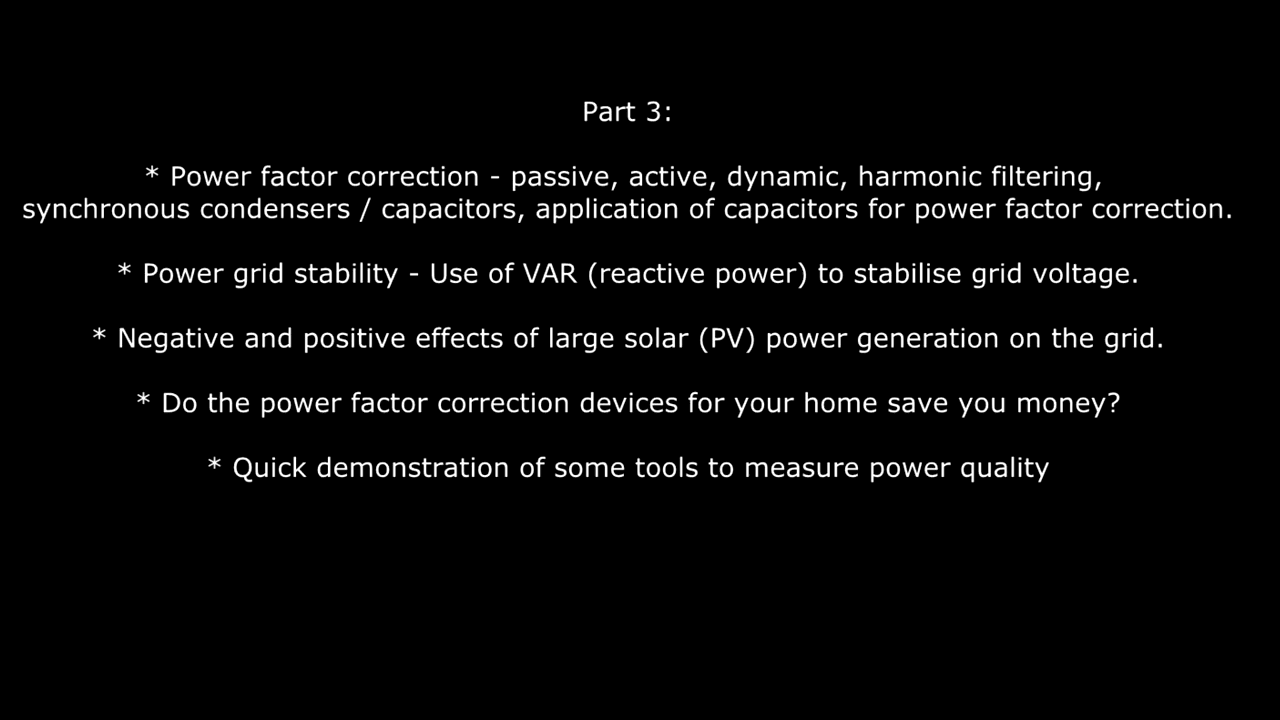 Part 3:
* Power factor correction - passive, active, dynamic, harmonic filtering,
synchronous condensers / capacitors, application of capacitors for power factor correction.
* Power grid stability - Use of VAR (reactive power) to stabilise grid voltage.
* Negative and positive effects of large solar (PV) power generation on the grid.
* Do the power factor correction devices for your home save you money?
* Quick demonstration of some tools to measure power quality